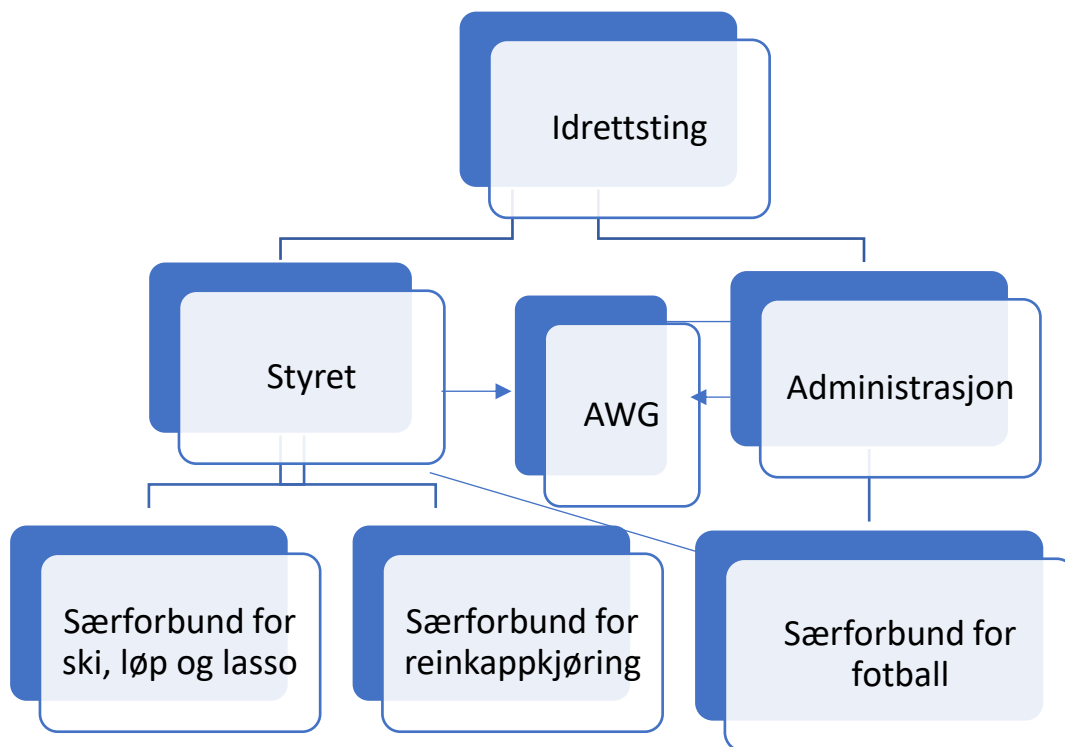 Idrettsting
Styret
AWG
Administrasjon
Særforbund for
ski, løp og lasso
Særforbund for
reinkappkjøring
Særforbund for
fotball